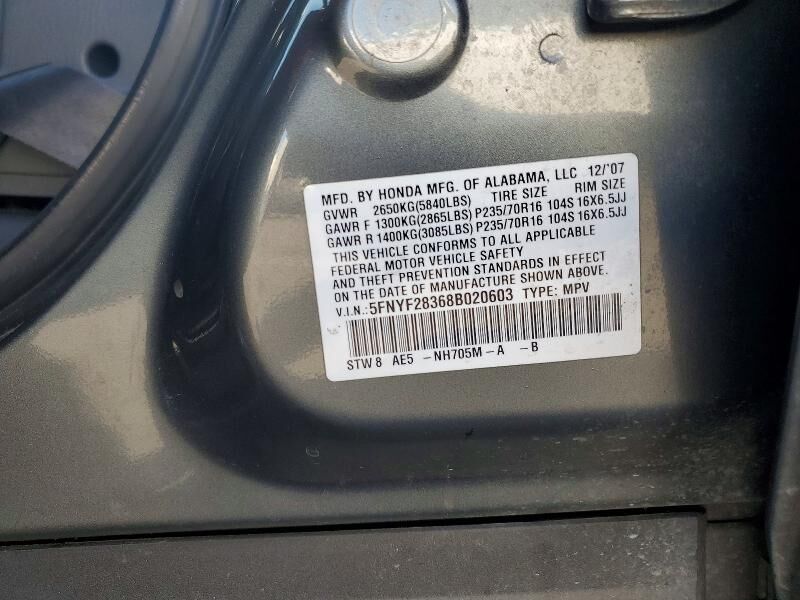 MFD. BY HONDA MFG. OF ALABAMA, LLC 12/'07
GVWR 2650KG(5840LBS) TIRE SIZE RIM SIZE
GAWR F 1300KG(2865LBS) P235/70R16 104S 16X6.5JJ
GAWR R 1400KG(3085LBS) P235/70R16 104S 16X6.5JJ
THIS VEHICLE CONFORMS TO ALL APPLICABLE
FEDERAL MOTOR VEHICLE SAFETY
AND THEFT PREVENTION STANDARDS IN EFFECT
ON THE DATE OF MANUFACTURE SHOWN ABOVE.
V.I.N.: 5FNYF28368B020603 TYPE: MPV
STW8 AE5 -NH705M-A -B